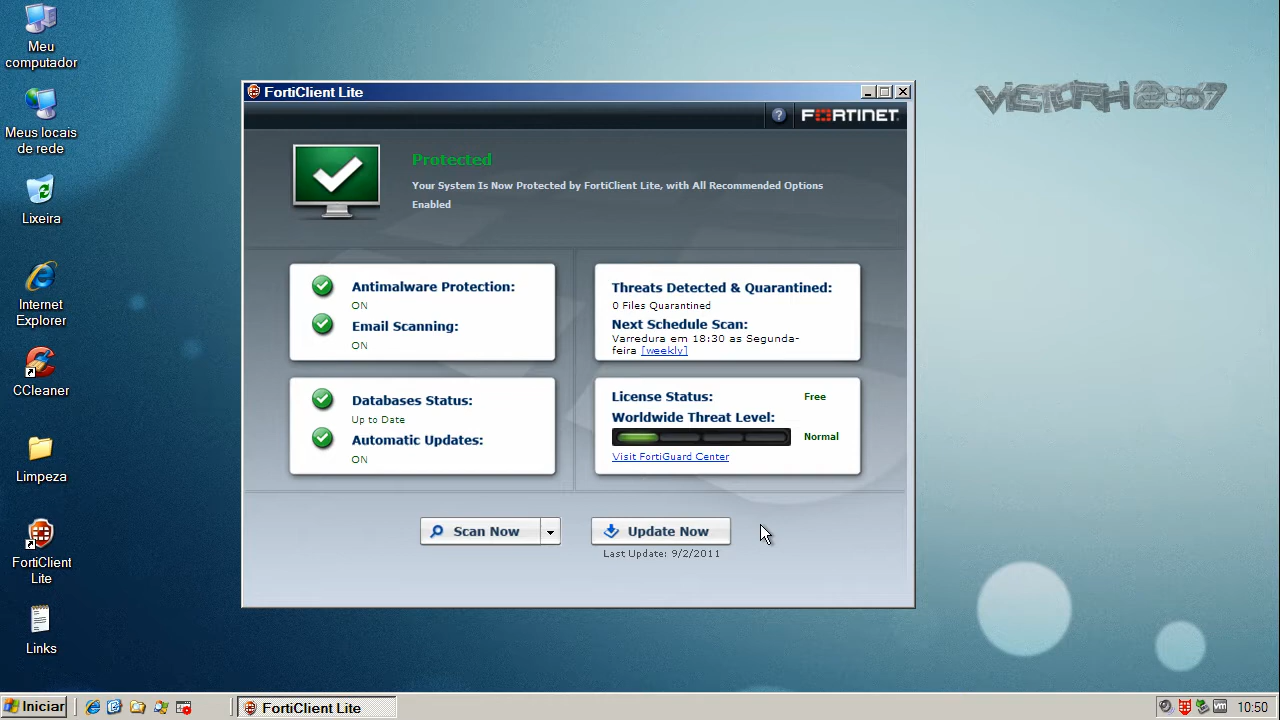 Meu
computador
Meus locais
de rede
Lixeira
Internet
Explorer
CCleaner
Limpeza
FortiClient
Lite
Links
FortiClient Lite
?
FORTINET
Protected
Your System Is Now Protected by FortiClient Lite, with All Recommended Options
Enabled
Antimalware Protection:
ON
Email Scanning:
ON
Threats Detected & Quarantined:
0 Files Quarantined
Next Schedule Scan:
Varredura em 18:30 as Segunda-
feira [weekly]
Databases Status:
Up to Date
Automatic Updates:
ON
License Status: Free
Worldwide Threat Level:
Normal
Visit FortiGuard Center
Scan Now
Update Now
Last Update: 9/2/2011
VICTORH 2007
Iniciar
FortiClient Lite
10:50